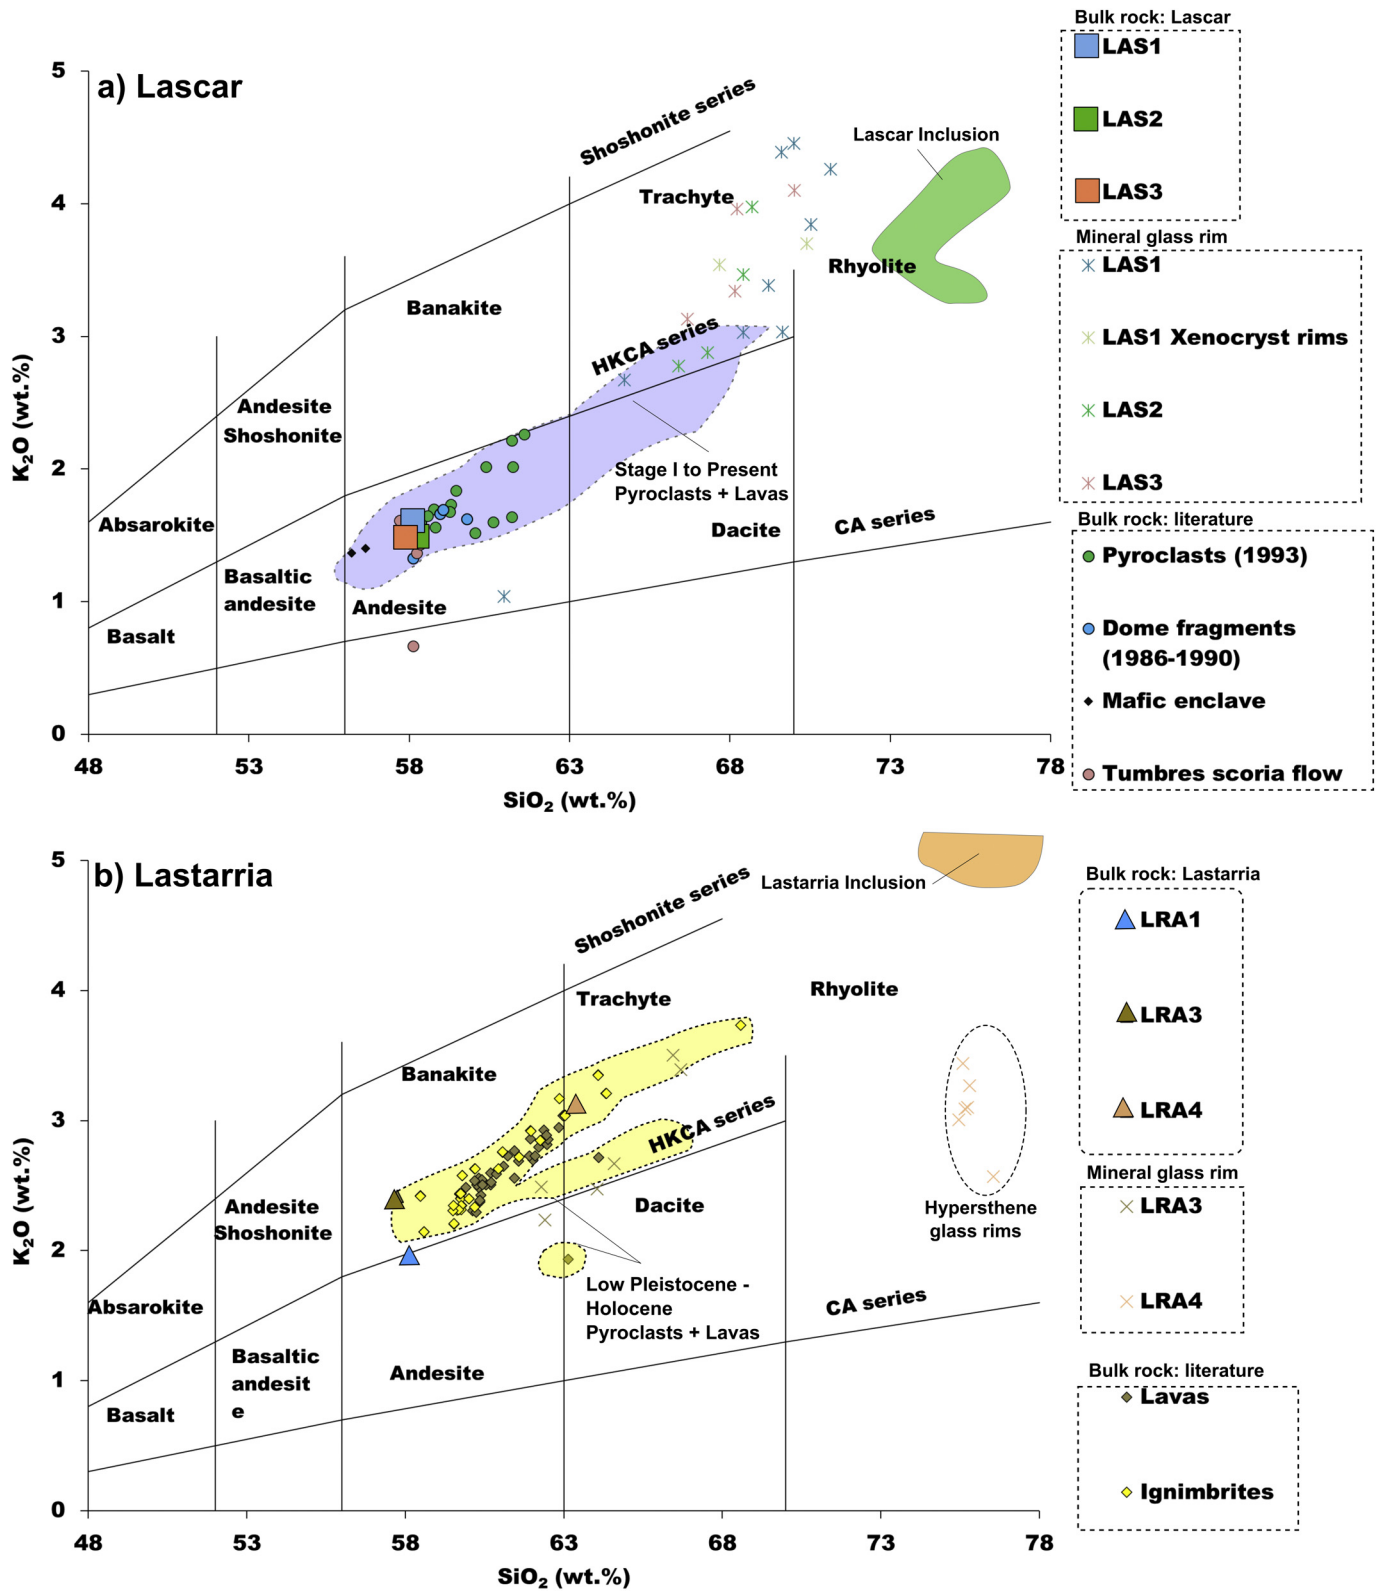 Bulk rock: Lascar
LAS1
LAS2
LAS3
Mineral glass rim
LAS1
LAS1 Xenocryst rims
LAS2
LAS3
Bulk rock: literature
Pyroclasts (1993)
Dome fragments
(1986-1990)
Mafic enclave
Tumbres scoria flow
a) Lascar
5
4
3
2
1
0
K₂O (wt.%)
Shoshonite series
Lascar Inclusion
Trachyte
Rhyolite
Banakite
HKCA series
Andesite
Shoshonite
Stage I to Present
Pyroclasts + Lavas
Absarokite
Dacite
CA series
Basaltic
andesite
Andesite
Basalt
48
53
58
63
68
73
78
SiO₂ (wt.%)
b) Lastarria
5
4
3
2
1
0
K₂O (wt.%)
Shoshonite series
Lastarria Inclusion
Trachyte
Rhyolite
Banakite
HKCA series
Andesite
Shoshonite
Dacite
Hypersthene
glass rims
Absarokite
Low Pleistocene -
Holocene
Pyroclasts + Lavas
CA series
Basaltic
andesit
e
Andesite
Basalt
48
53
58
63
68
73
78
SiO₂ (wt.%)
Bulk rock: Lastarria
LRA1
LRA3
LRA4
Mineral glass rim
LRA3
LRA4
Bulk rock: literature
Lavas
Ignimbrites